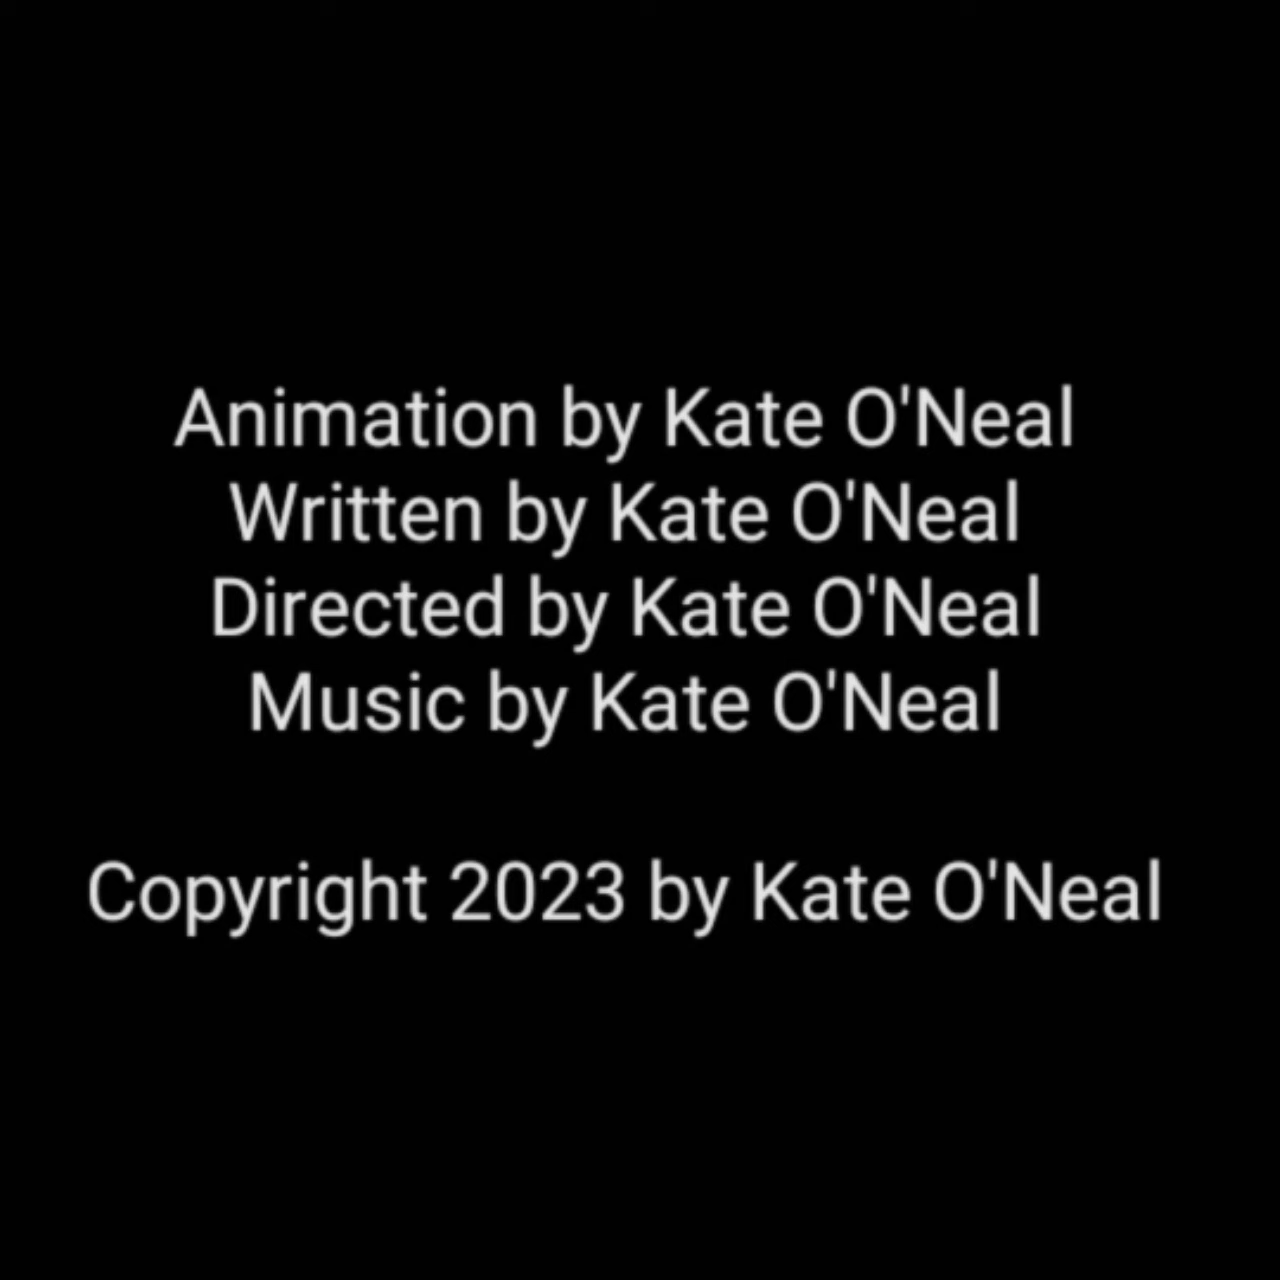 Animation by Kate O'Neal
Written by Kate O'Neal
Directed by Kate O'Neal
Music by Kate O'Neal
Copyright 2023 by Kate O'Neal